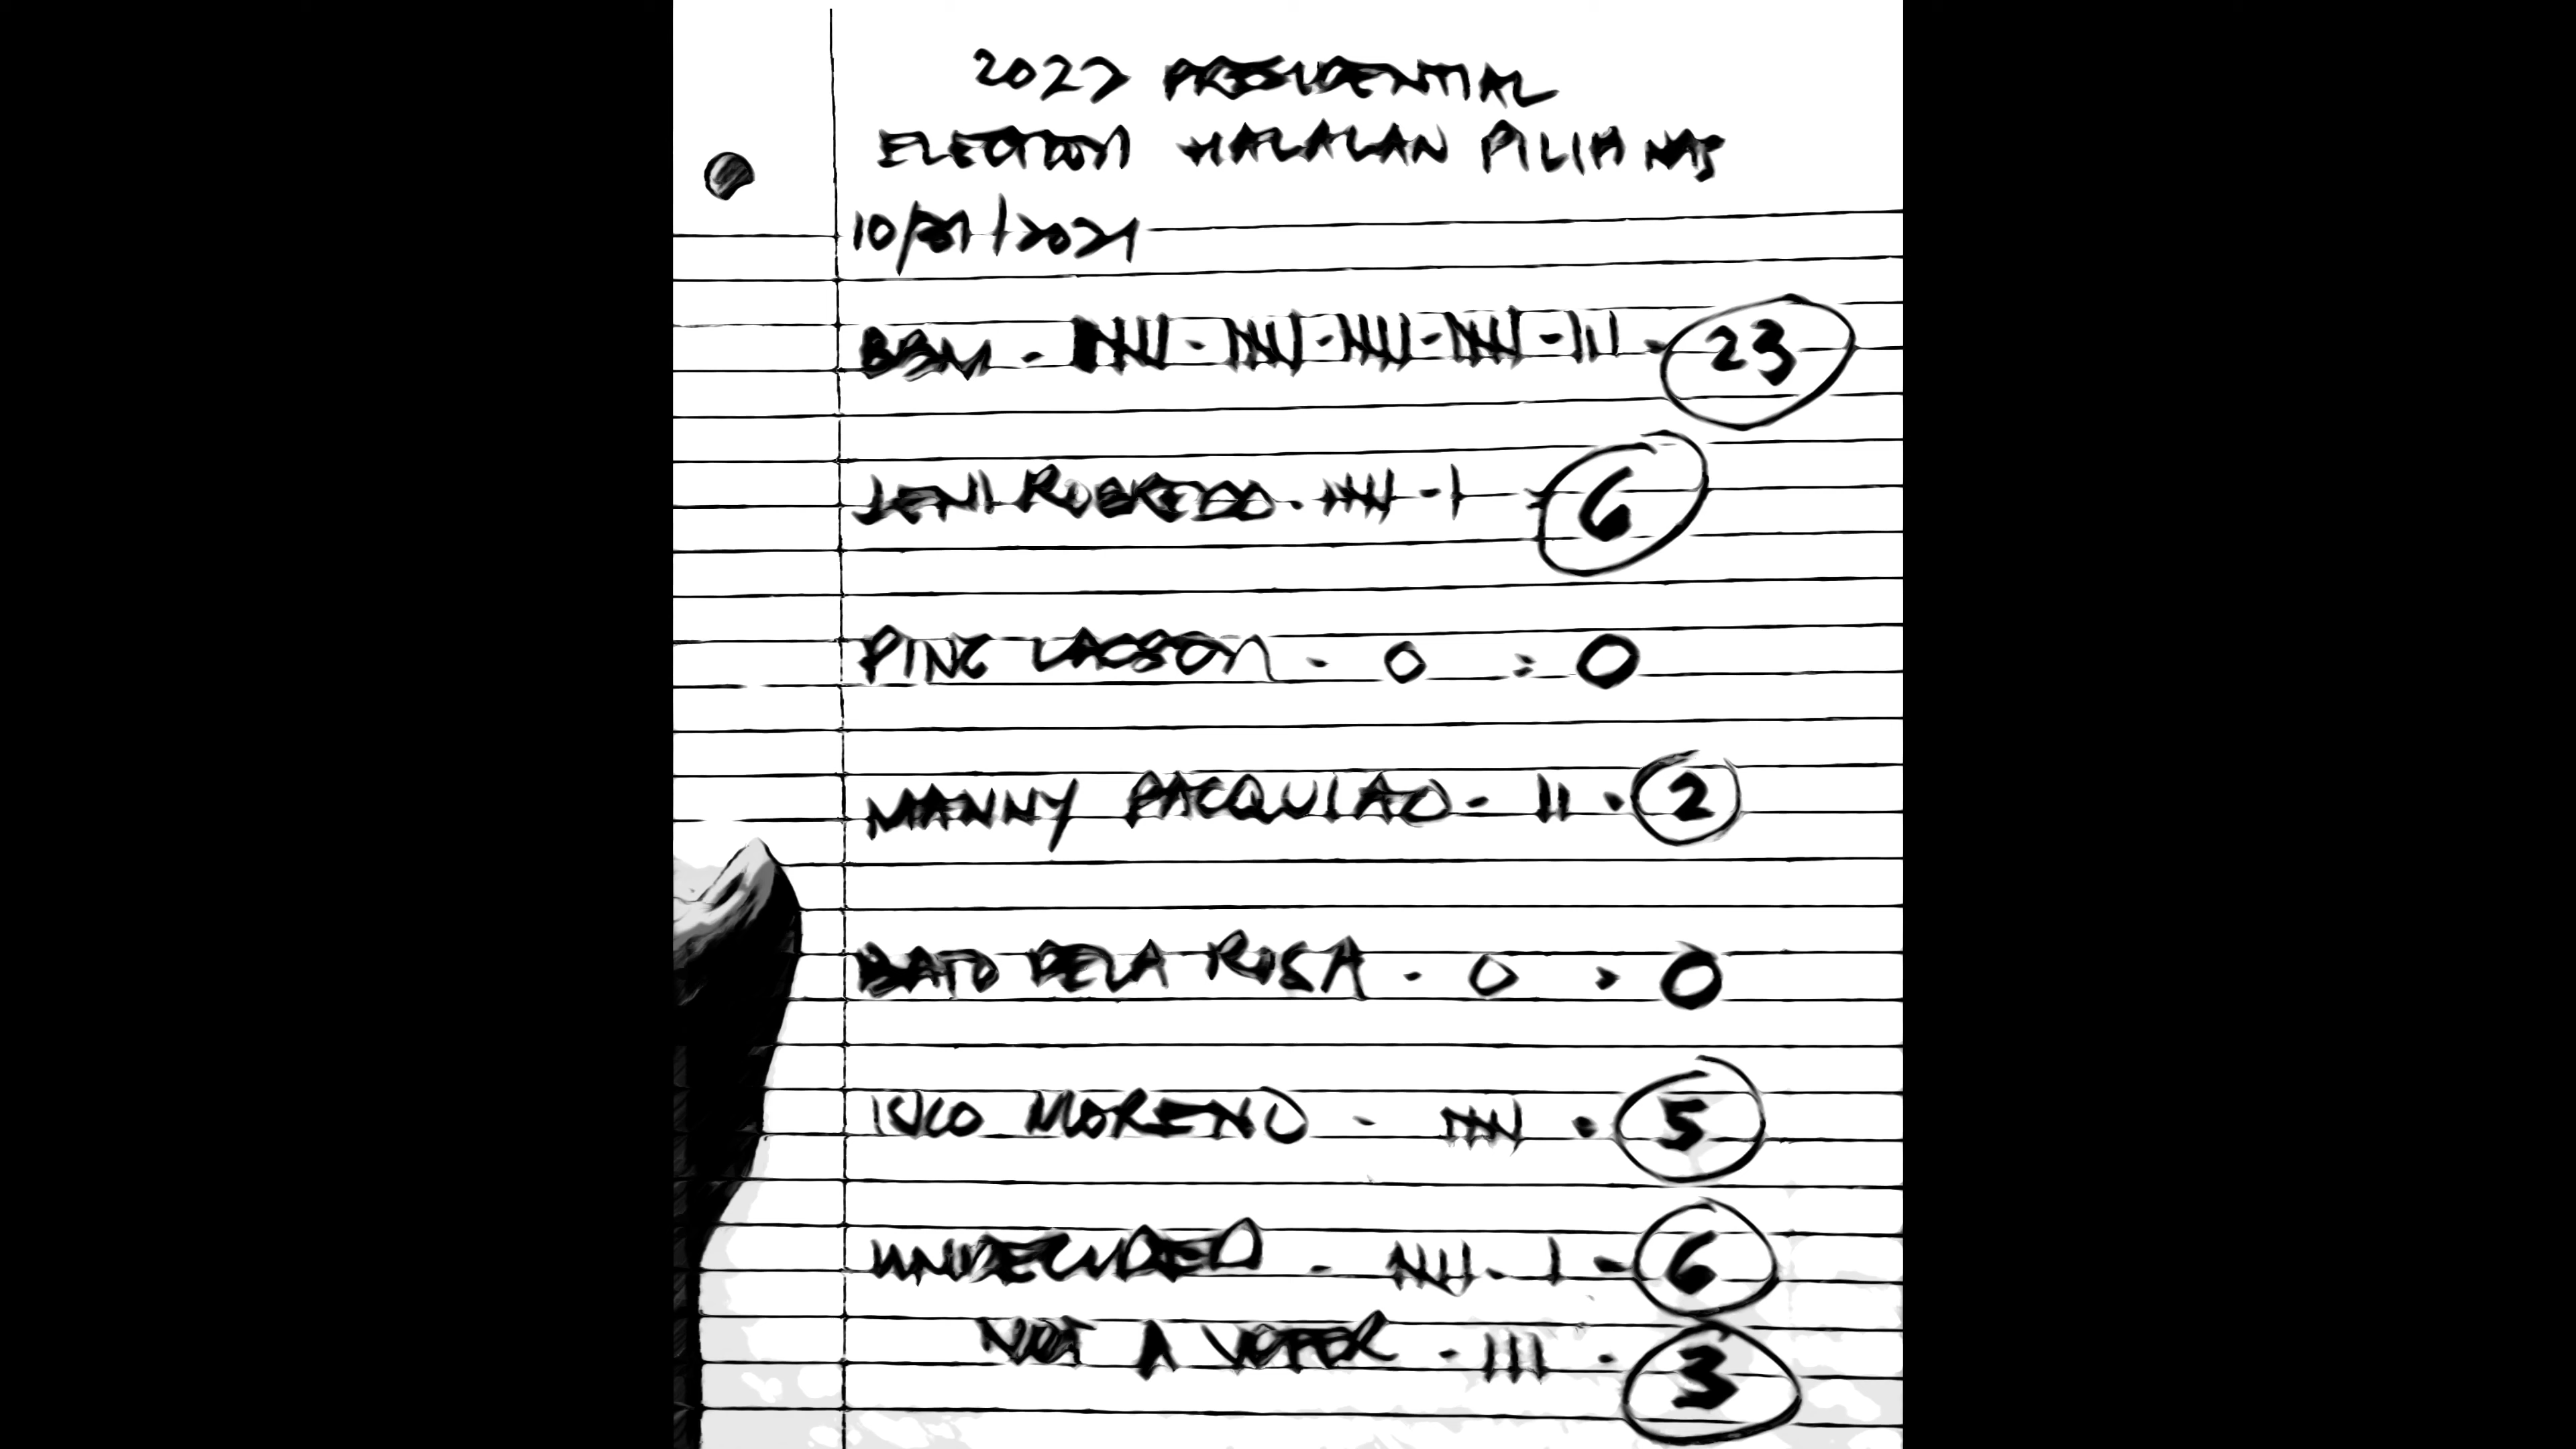 2022 PRESIDENTIAL
ELECTION HALALAN PILIPINAS
10/31/2021
BBM - 𝍸 - 𝍸 - 𝍸 - 𝍸 - III - 23
LENI ROBREDO - 𝍸 - I = 6
PING LACSON - 0 = 0
MANNY PACQUIAO - II - 2
BATO DELA ROSA - 0 = 0
ISKO MORENO - 𝍸 = 5
UNDECIDED - 𝍸 - I - 6
NOT A VOTER - III - 3